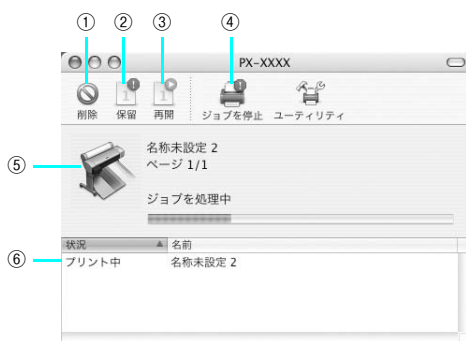 ① ② ③ ④
PX-XXXX
1 1
削除 保留 再開 ジョブを停止 ユーティリティ
⑤
名称未設定 2
ページ 1/1
ジョブを処理中
状況 名前
⑥
プリント中 名称未設定 2